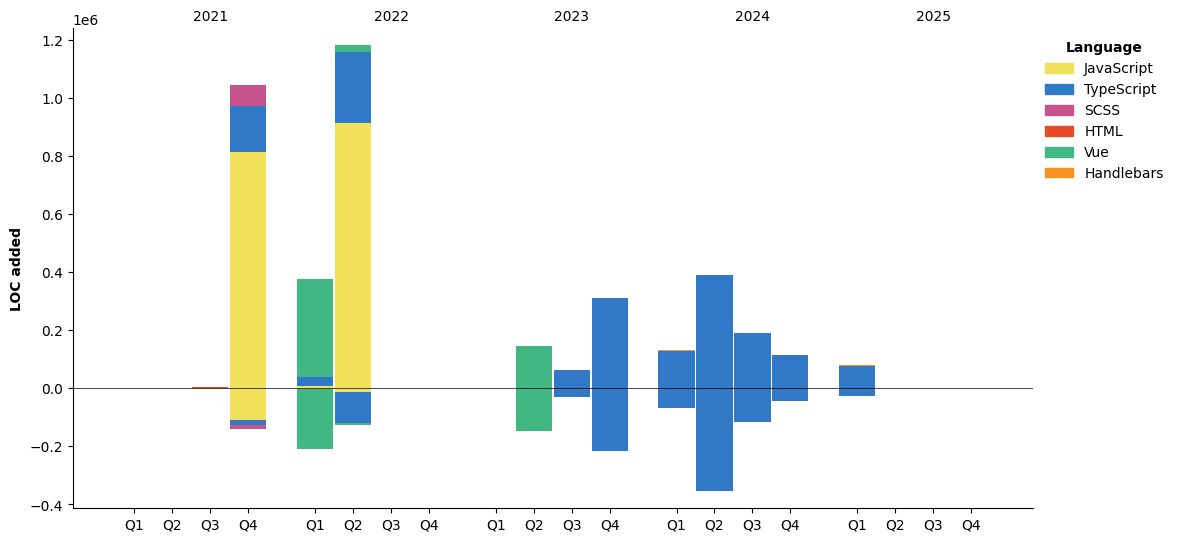 1e6
2021 2022 2023 2024 2025
1.2
1.0
0.8
0.6
0.4
0.2
0.0
−0.2
−0.4
LOC added
Q1 Q2 Q3 Q4 Q1 Q2 Q3 Q4 Q1 Q2 Q3 Q4 Q1 Q2 Q3 Q4 Q1 Q2 Q3 Q4
Language
JavaScript
TypeScript
SCSS
HTML
Vue
Handlebars